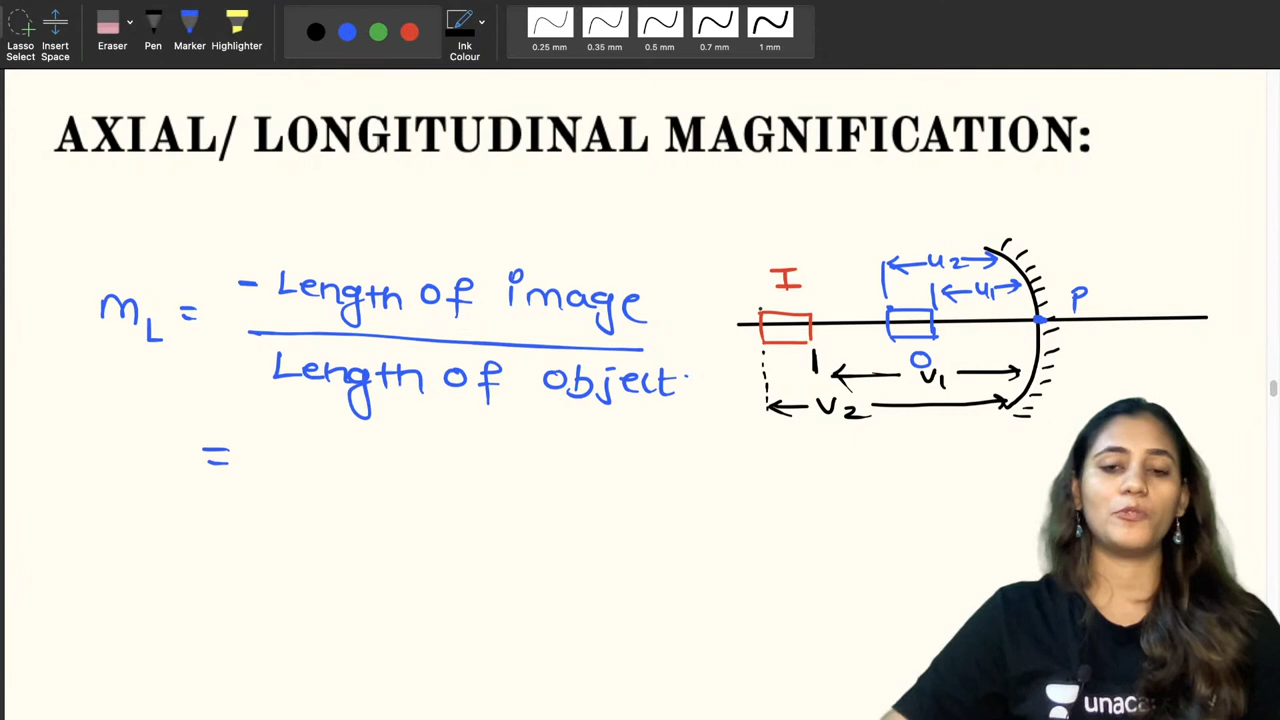 Lasso Select
Insert Space
Eraser
Pen
Marker
Highlighter
Ink Colour
0.25 mm
0.35 mm
0.5 mm
0.7 mm
1 mm
AXIAL/ LONGITUDINAL MAGNIFICATION:
mL = - Length of image
Length of object
=
I
u2
u1
P
O
v1
v2
unaca